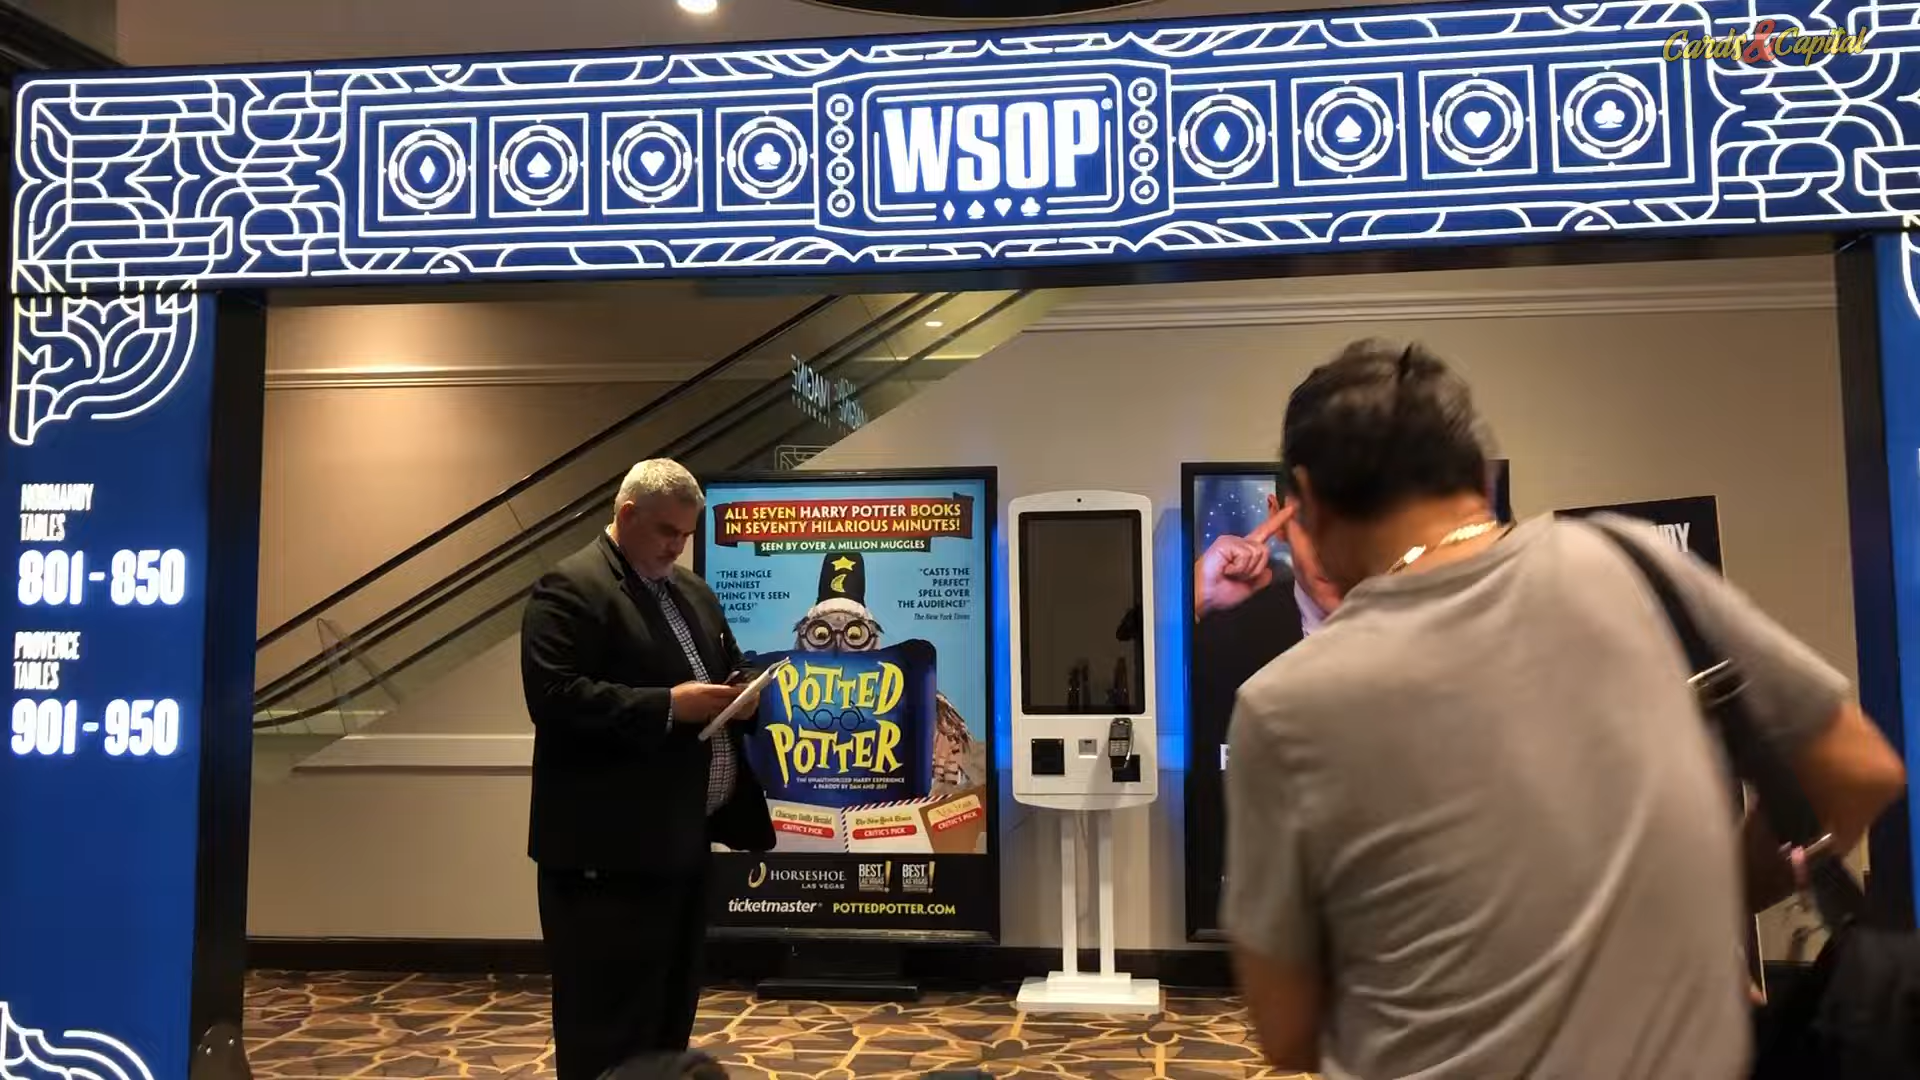 Cards&Capital
WSOP
NORMANDY
TABLES
801-850
PROVENCE
TABLES
901-950
ALL SEVEN HARRY POTTER BOOKS
IN SEVENTY HILARIOUS MINUTES!
SEEN BY OVER A MILLION MUGGLES
"THE SINGLE
FUNNIEST
THING I'VE SEEN
AGES!"
Star
"CASTS THE
PERFECT
SPELL OVER
THE AUDIENCE!"
The New York Times
POTTED
POTTER
THE UNAUTHORIZED HARRY EXPERIENCE
A PARODY BY DAN AND JEFF
Chicago Daily Herald
CRITIC'S PICK
The New York Times
CRITIC'S PICK
CRITIC'S PICK
HORSESHOE
LAS VEGAS
BEST
BEST
ticketmaster
POTTEDPOTTER.COM